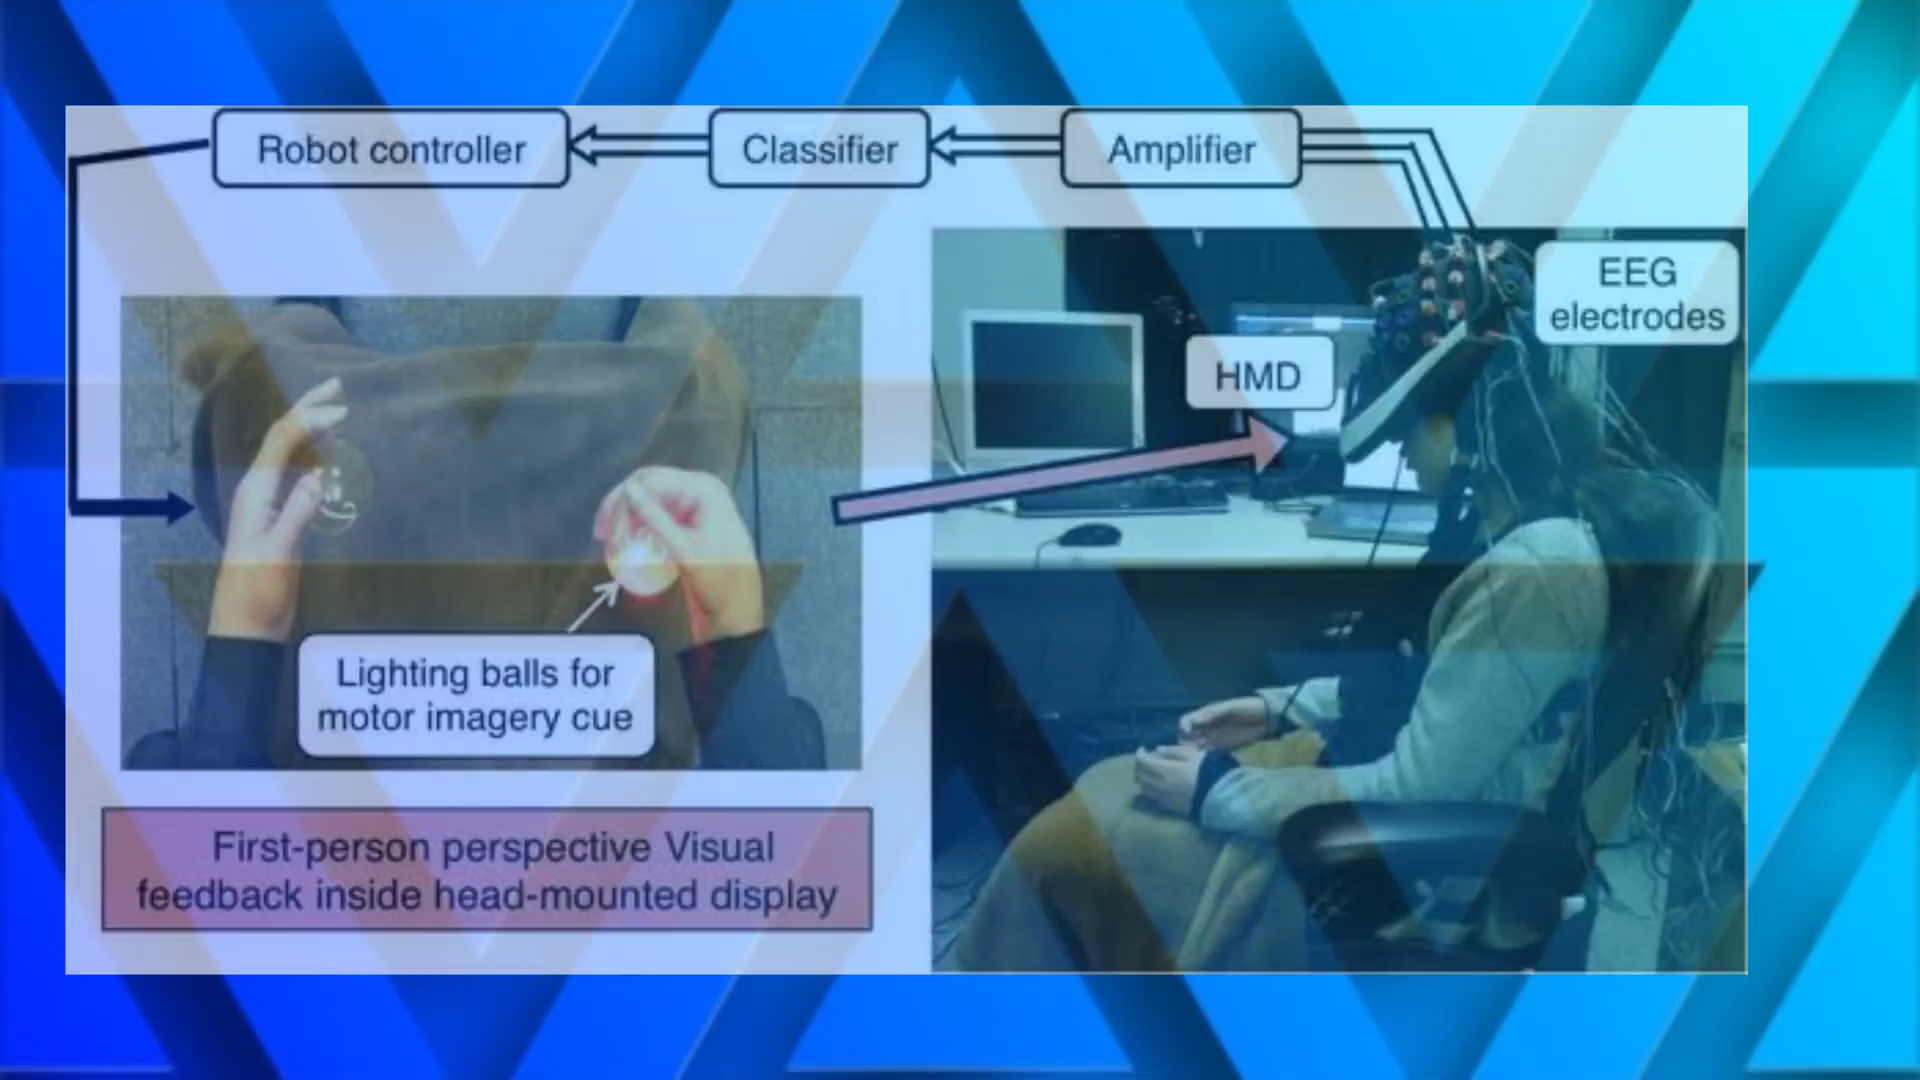 Robot controller
Classifier
Amplifier
EEG
electrodes
HMD
Lighting balls for
motor imagery cue
First-person perspective Visual
feedback inside head-mounted display